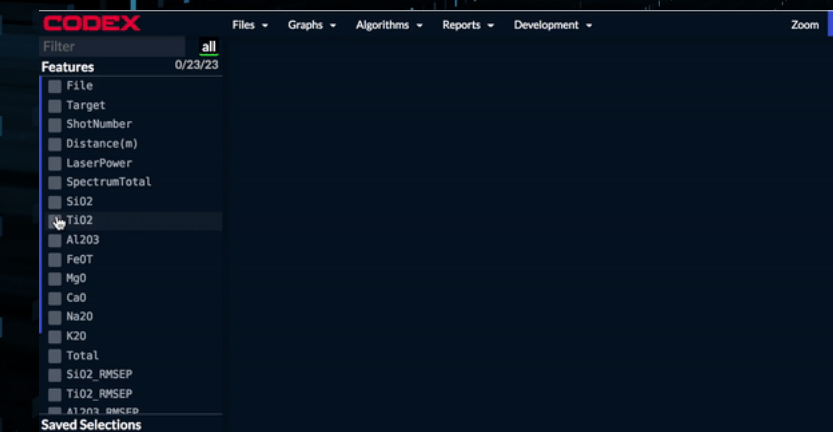 CODEX Files Graphs Algorithms Reports Development Zoom
Filter all
Features 0/23/23
File
Target
ShotNumber
Distance(m)
LaserPower
SpectrumTotal
SiO2
TiO2
Al2O3
FeOT
MgO
CaO
Na2O
K2O
Total
SiO2_RMSEP
TiO2_RMSEP
Al2O3_RMSEP
Saved Selections